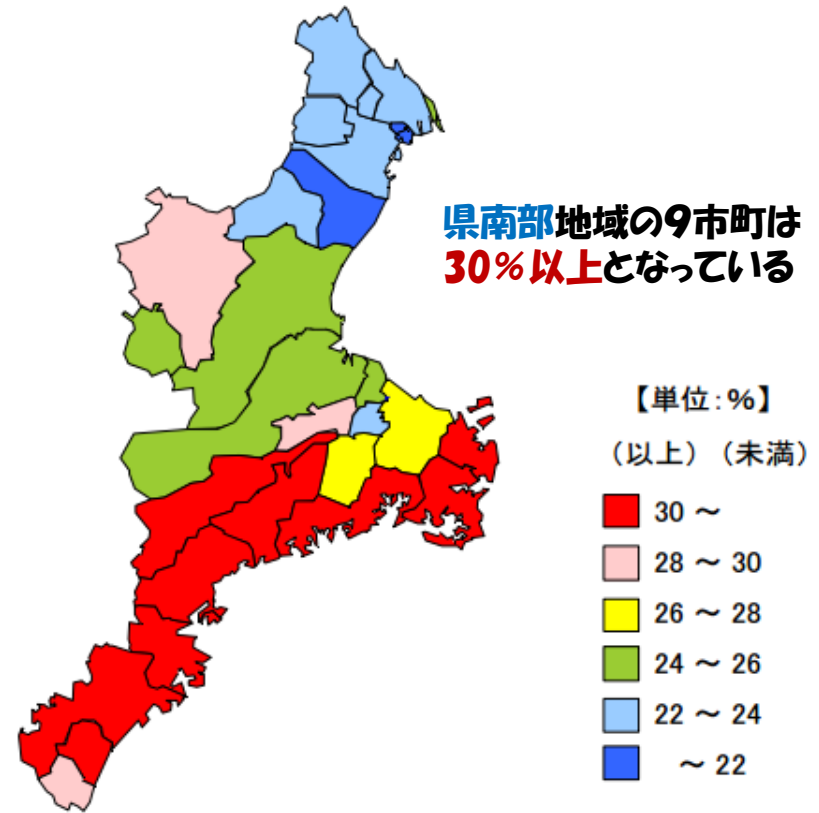 県南部地域の9市町は
30%以上となっている
【単位:%】
(以上)(未満)
30 ~
28 ~ 30
26 ~ 28
24 ~ 26
22 ~ 24
~ 22